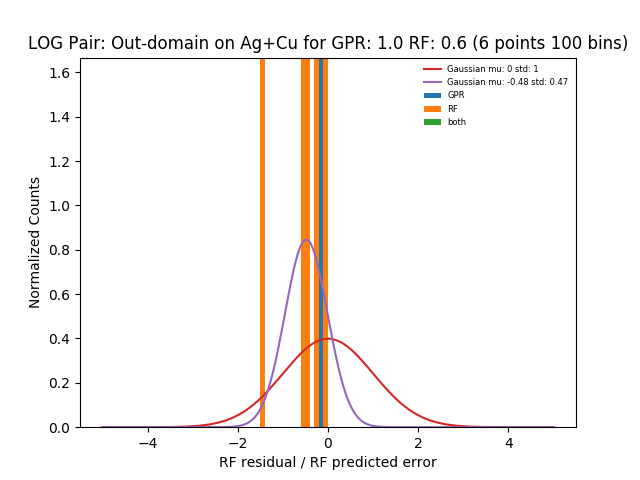 LOG Pair: Out-domain on Ag+Cu for GPR: 1.0 RF: 0.6 (6 points 100 bins)
Gaussian mu: 0 std: 1
Gaussian mu: -0.48 std: 0.47
GPR
RF
both
Normalized Counts
1.6
1.4
1.2
1.0
0.8
0.6
0.4
0.2
0.0
−4 −2 0 2 4
RF residual / RF predicted error